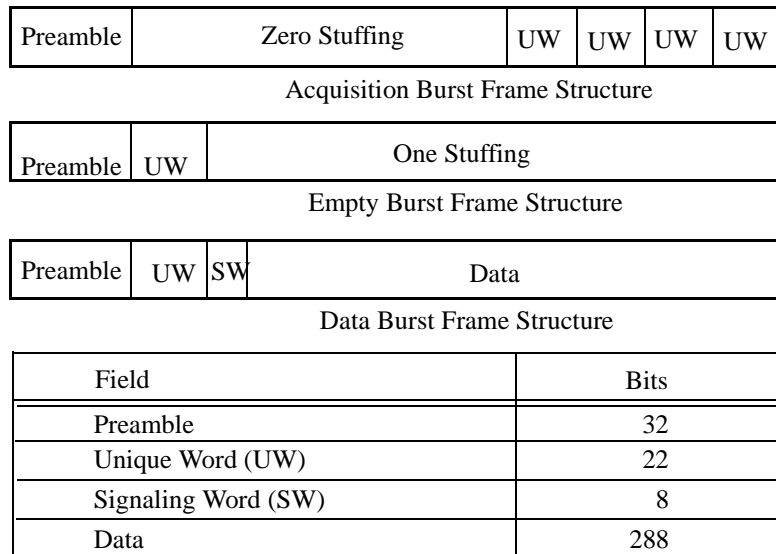 Preamble Zero Stuffing UW UW UW UW
Acquisition Burst Frame Structure
Preamble UW One Stuffing
Empty Burst Frame Structure
Preamble UW SW Data
Data Burst Frame Structure
Field Bits
Preamble 32
Unique Word (UW) 22
Signaling Word (SW) 8
Data 288